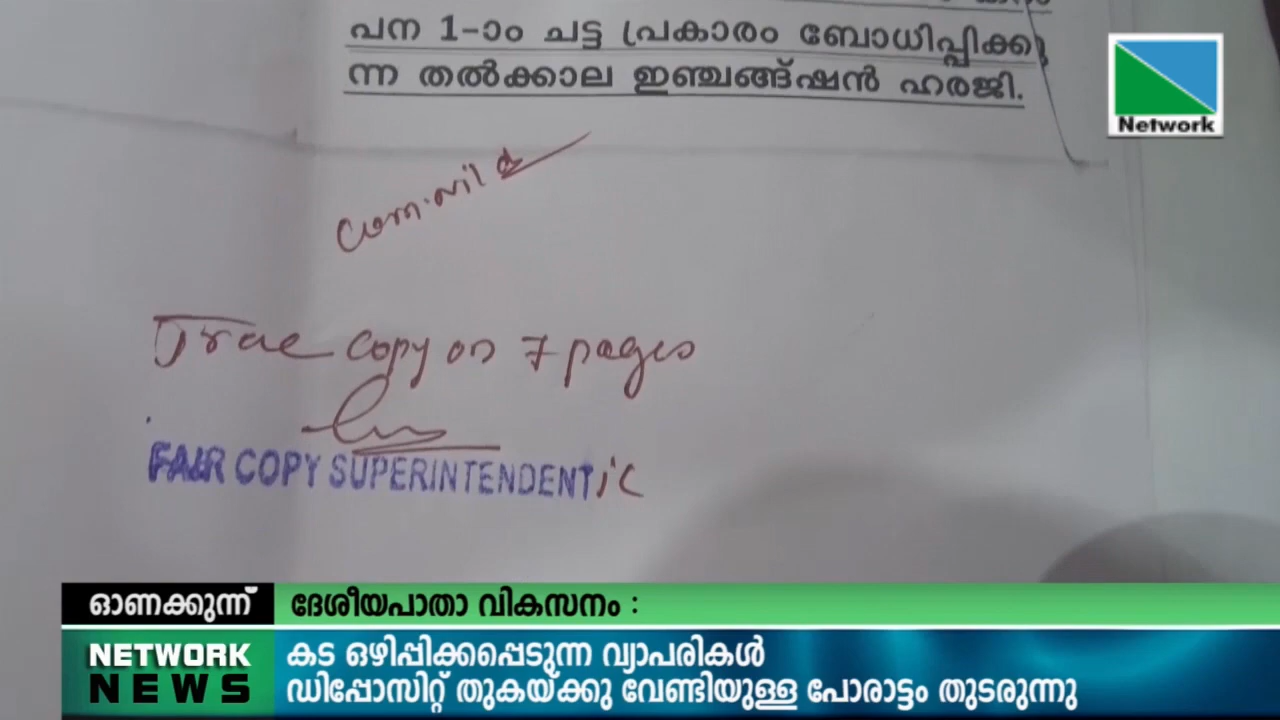 പന 1-ാം ചട്ട പ്രകാരം ബോധിപ്പിക്കു
ന്ന തൽക്കാല ഇഞ്ചങ്ങ്ഷൻ ഹരജി.
Network
True copy on 7 pages
FAIR COPY SUPERINTENDENT ic
ഓണക്കുന്ന്
ദേശീയപാതാ വികസനം :
NETWORK
NEWS
കട ഒഴിപ്പിക്കപ്പെടുന്ന വ്യാപരികൾ
ഡിപ്പോസിറ്റ് തുകയ്ക്കു വേണ്ടിയുള്ള പോരാട്ടം തുടരുന്നു